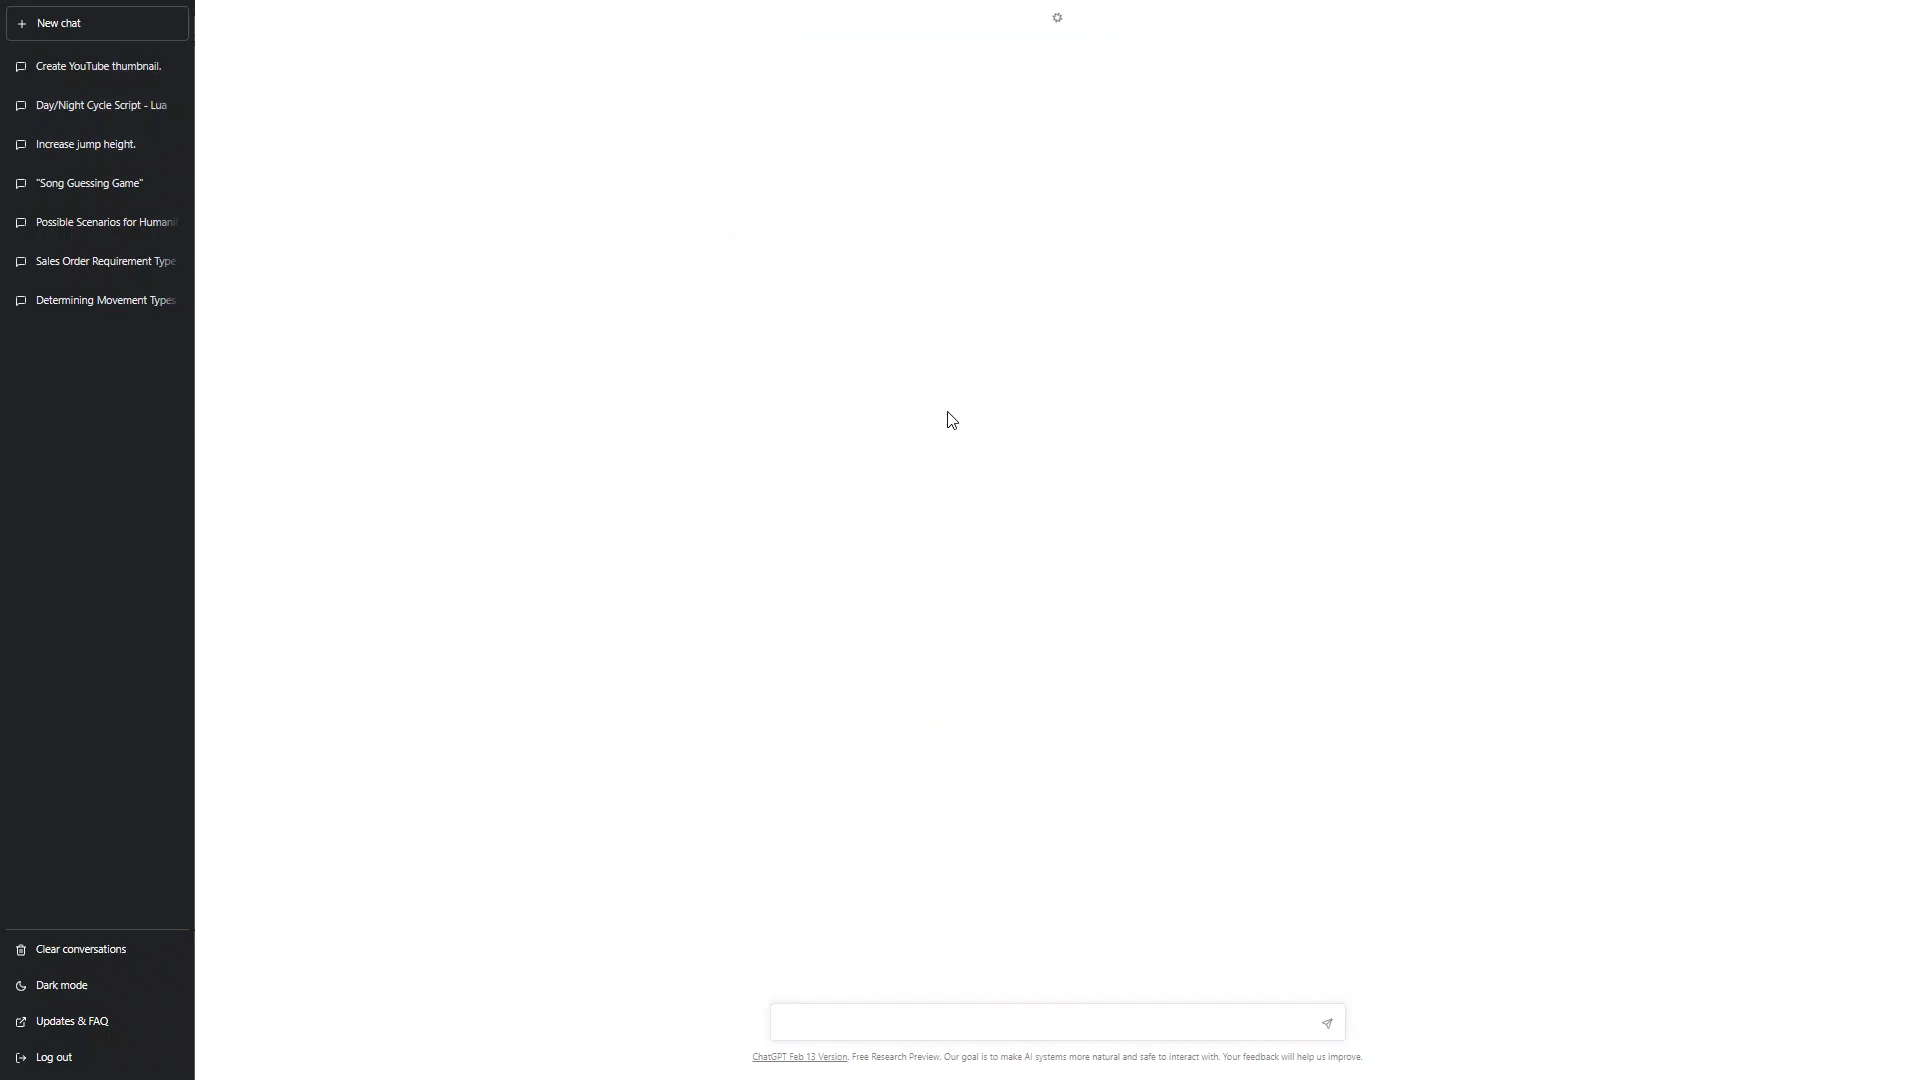 New chat
Create YouTube thumbnail.
Day/Night Cycle Script - Lua
Increase jump height.
"Song Guessing Game"
Possible Scenarios for Humani
Sales Order Requirement Type
Determining Movement Types
Clear conversations
Dark mode
Updates & FAQ
Log out
ChatGPT Feb 13 Version. Free Research Preview. Our goal is to make AI systems more natural and safe to interact with. Your feedback will help us improve.